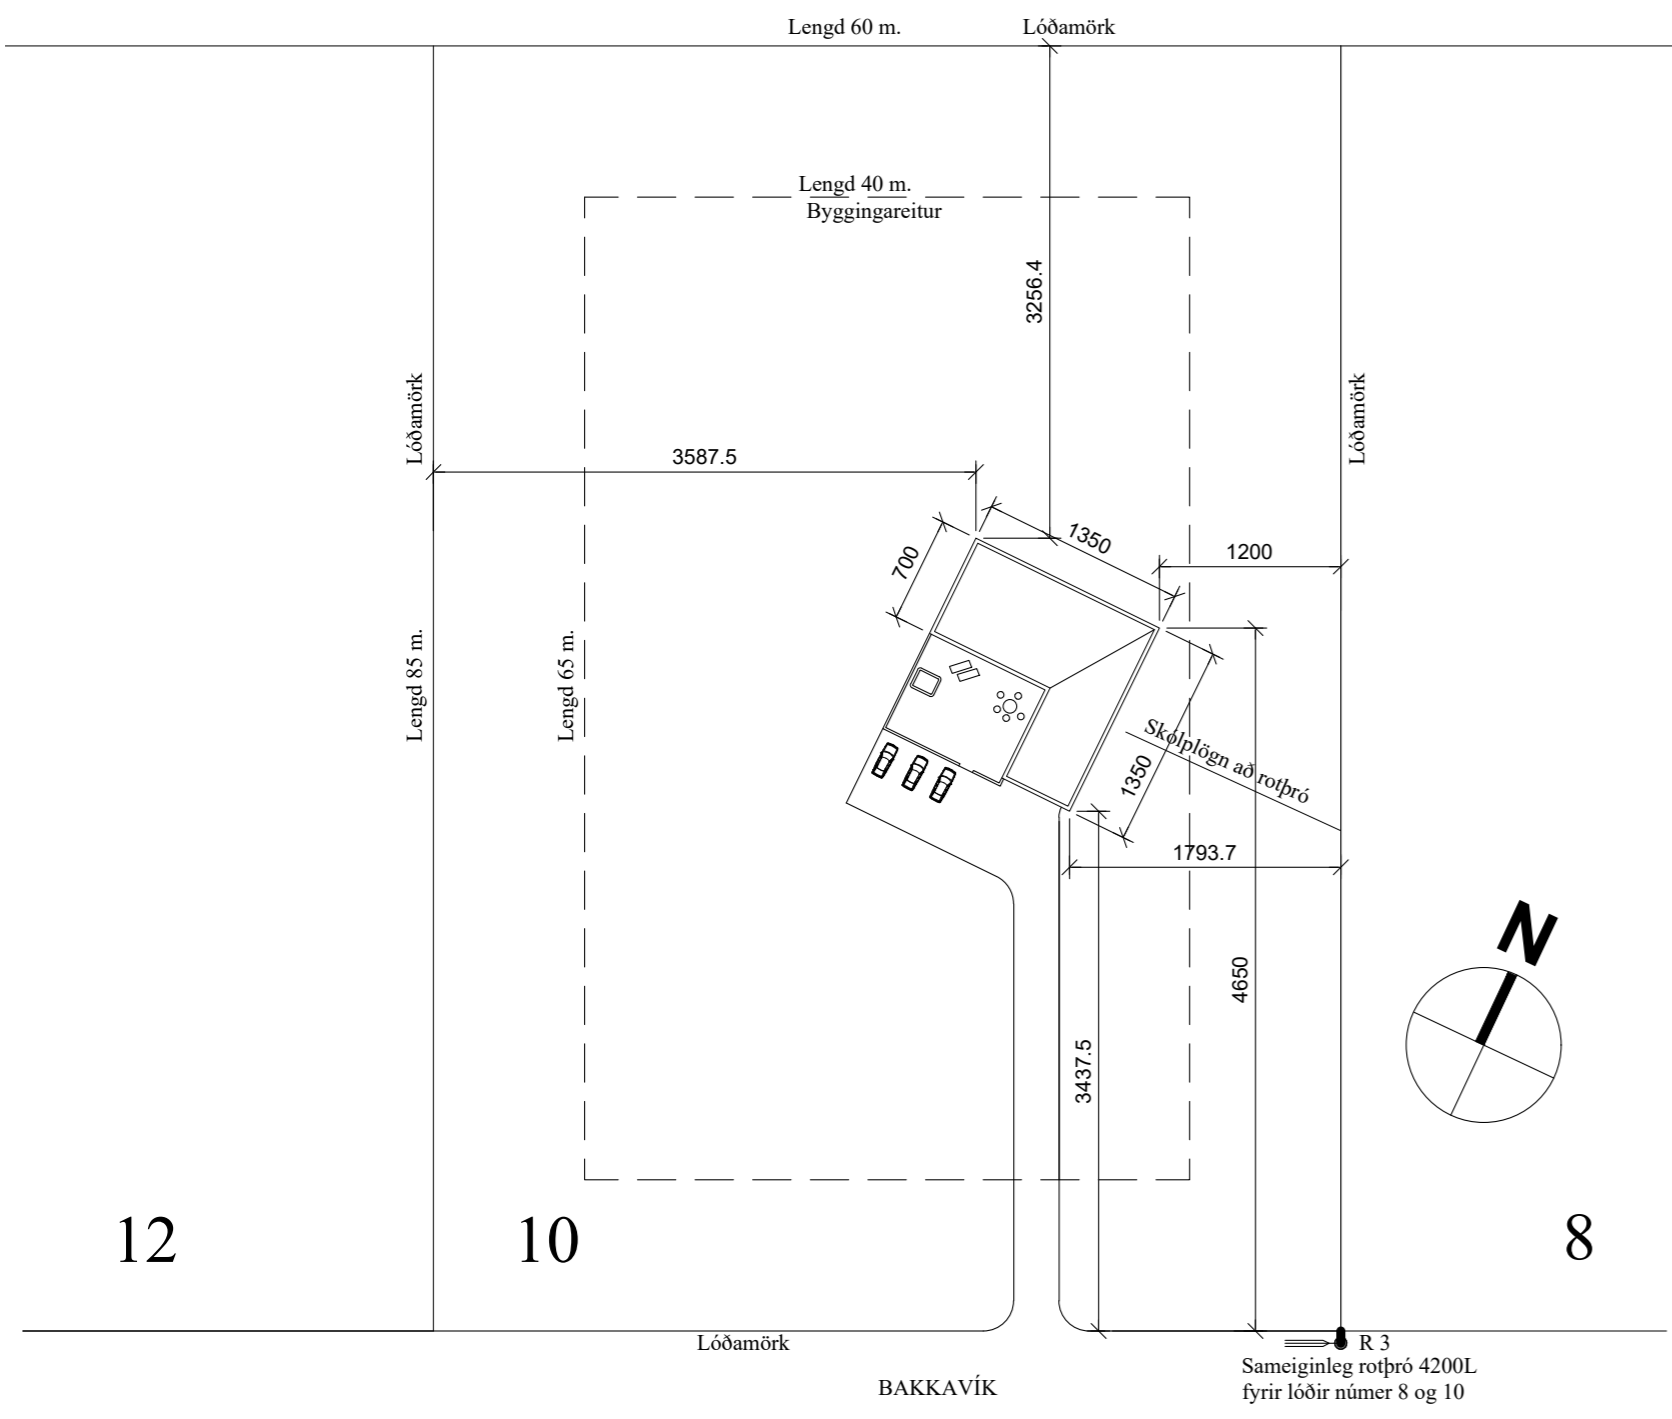 Lengd 60 m.
Lóðamörk
Lengd 40 m.
Byggingareitur
3256.4
Lóðamörk
Lóðamörk
3587.5
1350
700
1200
Lengd 85 m.
Lengd 65 m.
Skólplögn að rotþró
1350
1793.7
N
4650
3437.5
12
10
8
Lóðamörk
R 3
Sameiginleg rotþró 4200L
fyrir lóðir númer 8 og 10
BAKKAVÍK